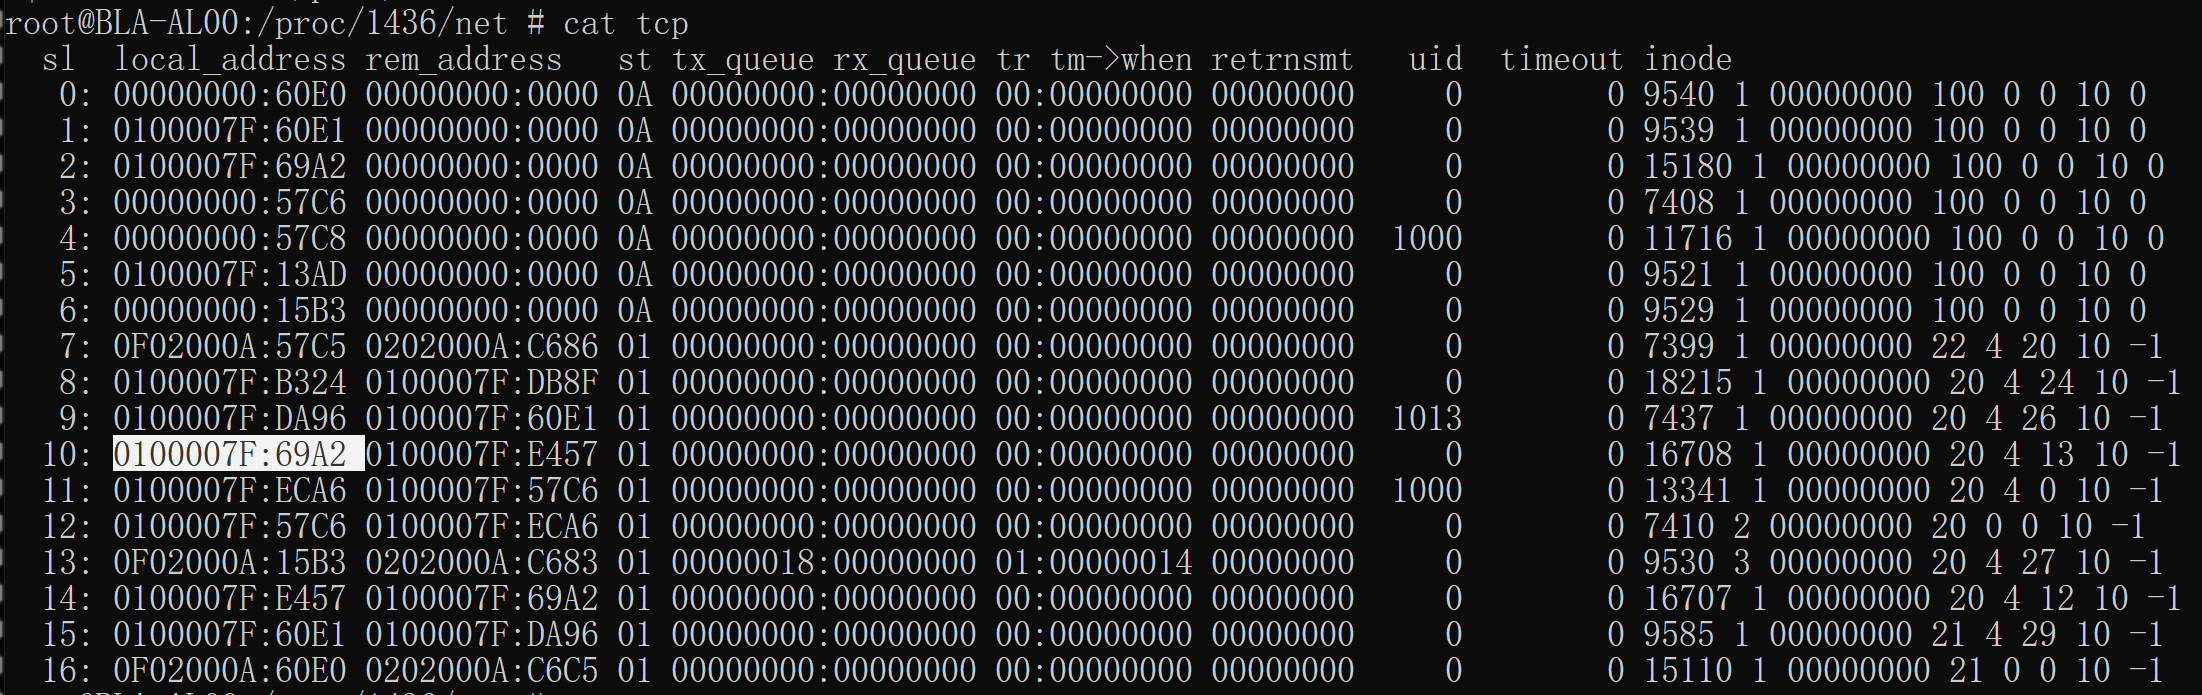 root@BLA-AL00:/proc/1436/net # cat tcp
sl local_address rem_address st tx_queue rx_queue tr tm->when retrnsmt uid timeout inode
0: 00000000:60E0 00000000:0000 0A 00000000:00000000 00:00000000 00000000 0 0 9540 1 00000000 100 0 0 10 0
1: 0100007F:60E1 00000000:0000 0A 00000000:00000000 00:00000000 00000000 0 0 9539 1 00000000 100 0 0 10 0
2: 0100007F:69A2 00000000:0000 0A 00000000:00000000 00:00000000 00000000 0 0 15180 1 00000000 100 0 0 10 0
3: 00000000:57C6 00000000:0000 0A 00000000:00000000 00:00000000 00000000 0 0 7408 1 00000000 100 0 0 10 0
4: 00000000:57C8 00000000:0000 0A 00000000:00000000 00:00000000 00000000 1000 0 11716 1 00000000 100 0 0 10 0
5: 0100007F:13AD 00000000:0000 0A 00000000:00000000 00:00000000 00000000 0 0 9521 1 00000000 100 0 0 10 0
6: 00000000:15B3 00000000:0000 0A 00000000:00000000 00:00000000 00000000 0 0 9529 1 00000000 100 0 0 10 0
7: 0F02000A:57C5 0202000A:C686 01 00000000:00000000 00:00000000 00000000 0 0 7399 1 00000000 22 4 20 10 -1
8: 0100007F:B324 0100007F:DB8F 01 00000000:00000000 00:00000000 00000000 0 0 18215 1 00000000 20 4 24 10 -1
9: 0100007F:DA96 0100007F:60E1 01 00000000:00000000 00:00000000 00000000 1013 0 7437 1 00000000 20 4 26 10 -1
10: 0100007F:69A2 0100007F:E457 01 00000000:00000000 00:00000000 00000000 0 0 16708 1 00000000 20 4 13 10 -1
11: 0100007F:ECA6 0100007F:57C6 01 00000000:00000000 00:00000000 00000000 1000 0 13341 1 00000000 20 4 0 10 -1
12: 0100007F:57C6 0100007F:ECA6 01 00000000:00000000 00:00000000 00000000 0 0 7410 2 00000000 20 0 0 10 -1
13: 0F02000A:15B3 0202000A:C683 01 00000018:00000000 01:00000014 00000000 0 0 9530 3 00000000 20 4 27 10 -1
14: 0100007F:E457 0100007F:69A2 01 00000000:00000000 00:00000000 00000000 0 0 16707 1 00000000 20 4 12 10 -1
15: 0100007F:60E1 0100007F:DA96 01 00000000:00000000 00:00000000 00000000 0 0 9585 1 00000000 21 4 29 10 -1
16: 0F02000A:60E0 0202000A:C6C5 01 00000000:00000000 00:00000000 00000000 0 0 15110 1 00000000 21 0 0 10 -1